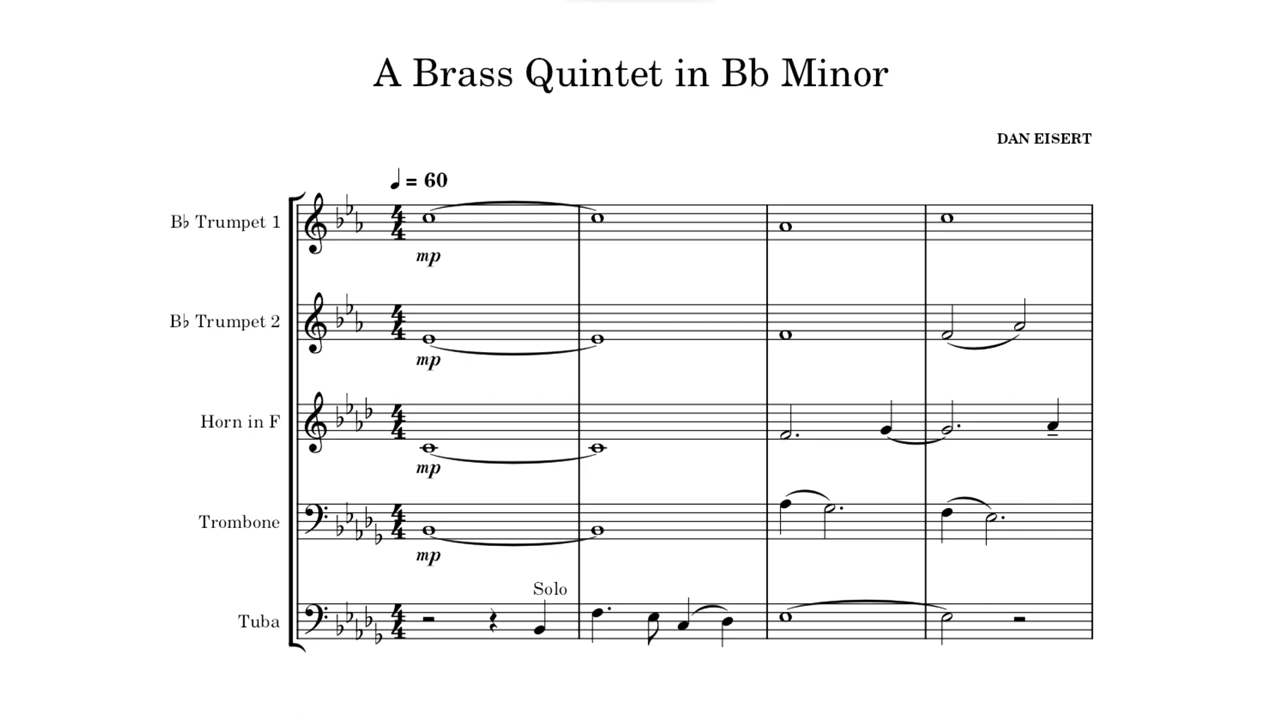 A Brass Quintet in Bb Minor
DAN EISERT
♩ = 60
B♭ Trumpet 1
mp
B♭ Trumpet 2
mp
Horn in F
mp
Trombone
mp
Solo
Tuba